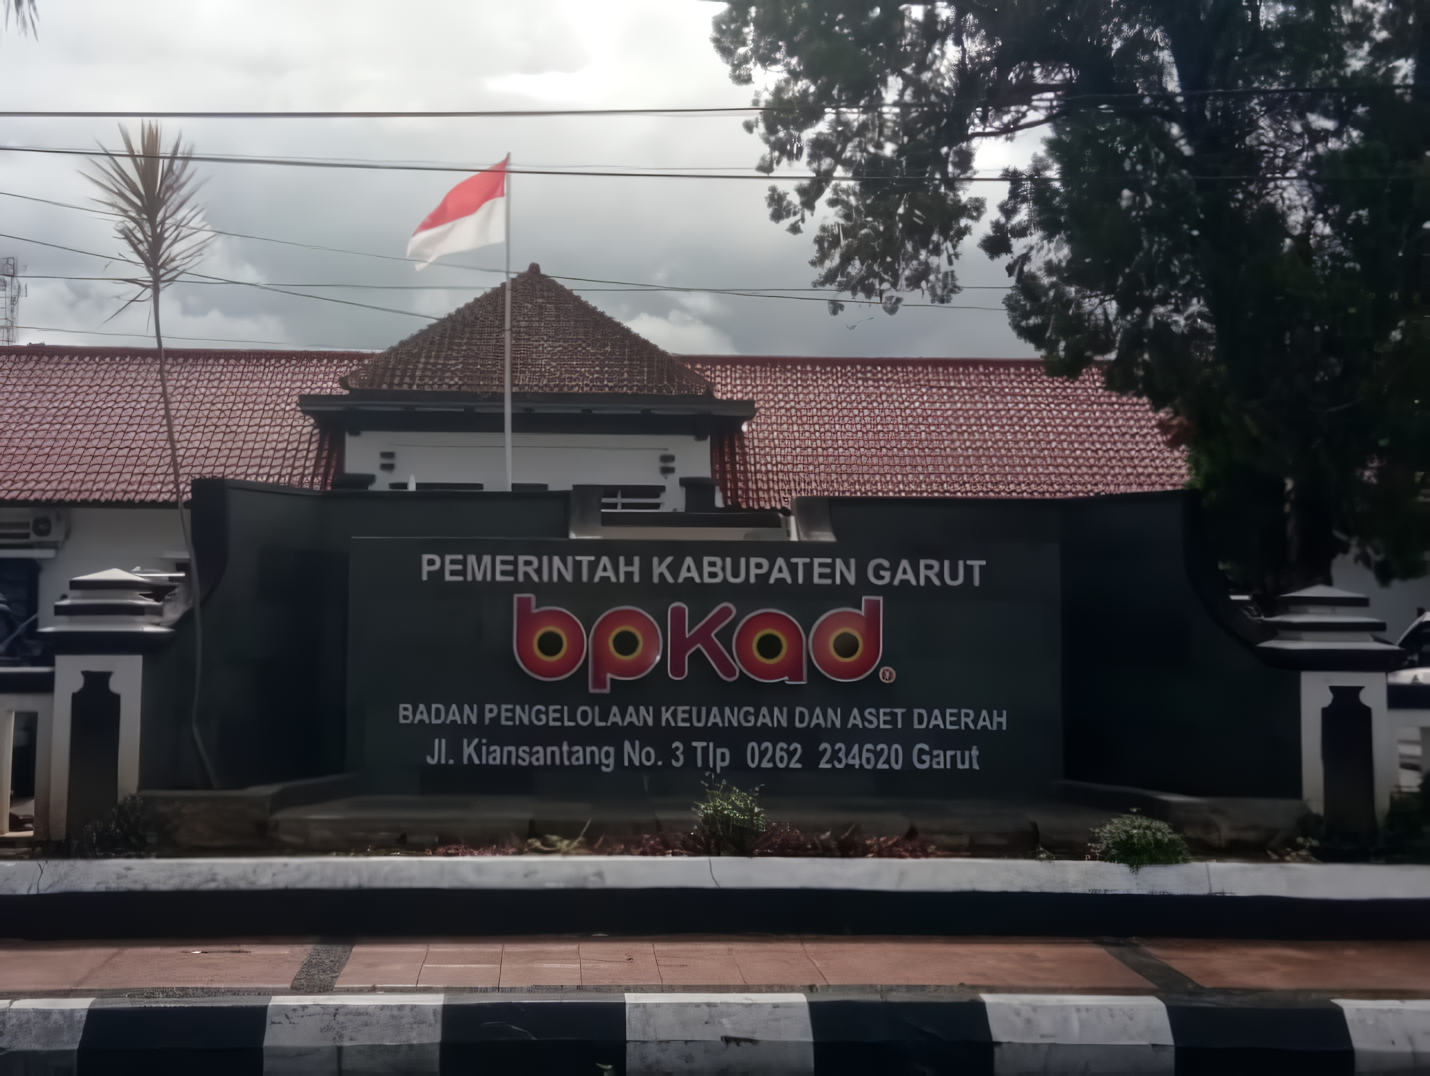 PEMERINTAH KABUPATEN GARUT
bpkad
BADAN PENGELOLAAN KEUANGAN DAN ASET DAERAH
Jl. Kiansantang No. 3 Tlp 0262 234620 Garut